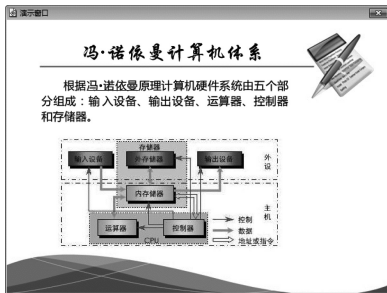 演示窗口
冯·诺依曼计算机体系
根据冯·诺依曼原理计算机硬件系统由五个部
分组成：输入设备、输出设备、运算器、控制器
和存储器。
存储器
输入设备
外存储器
输出设备
外设
内存储器
主机
运算器
控制器
CPU
控制
数据
地址或指令